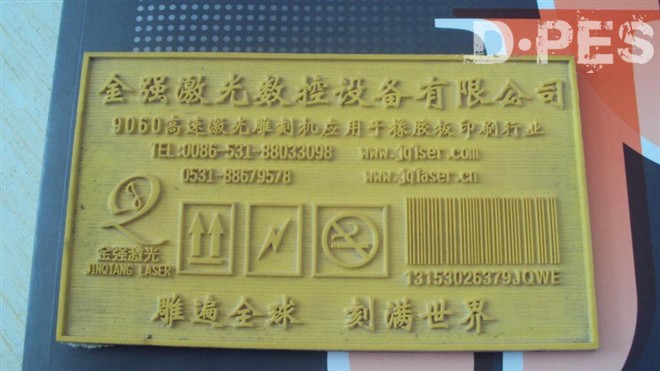 D·PES
金强激光数控设备有限公司
9060高速激光雕刻机应用于橡胶板印刷行业
TEL:0086-531-88033098 www.jqlser.com
0531-88679578 www.jqlaser.cn
金强激光
JINQIANG LASER
13153026379JQWE
雕遍全球 刻满世界